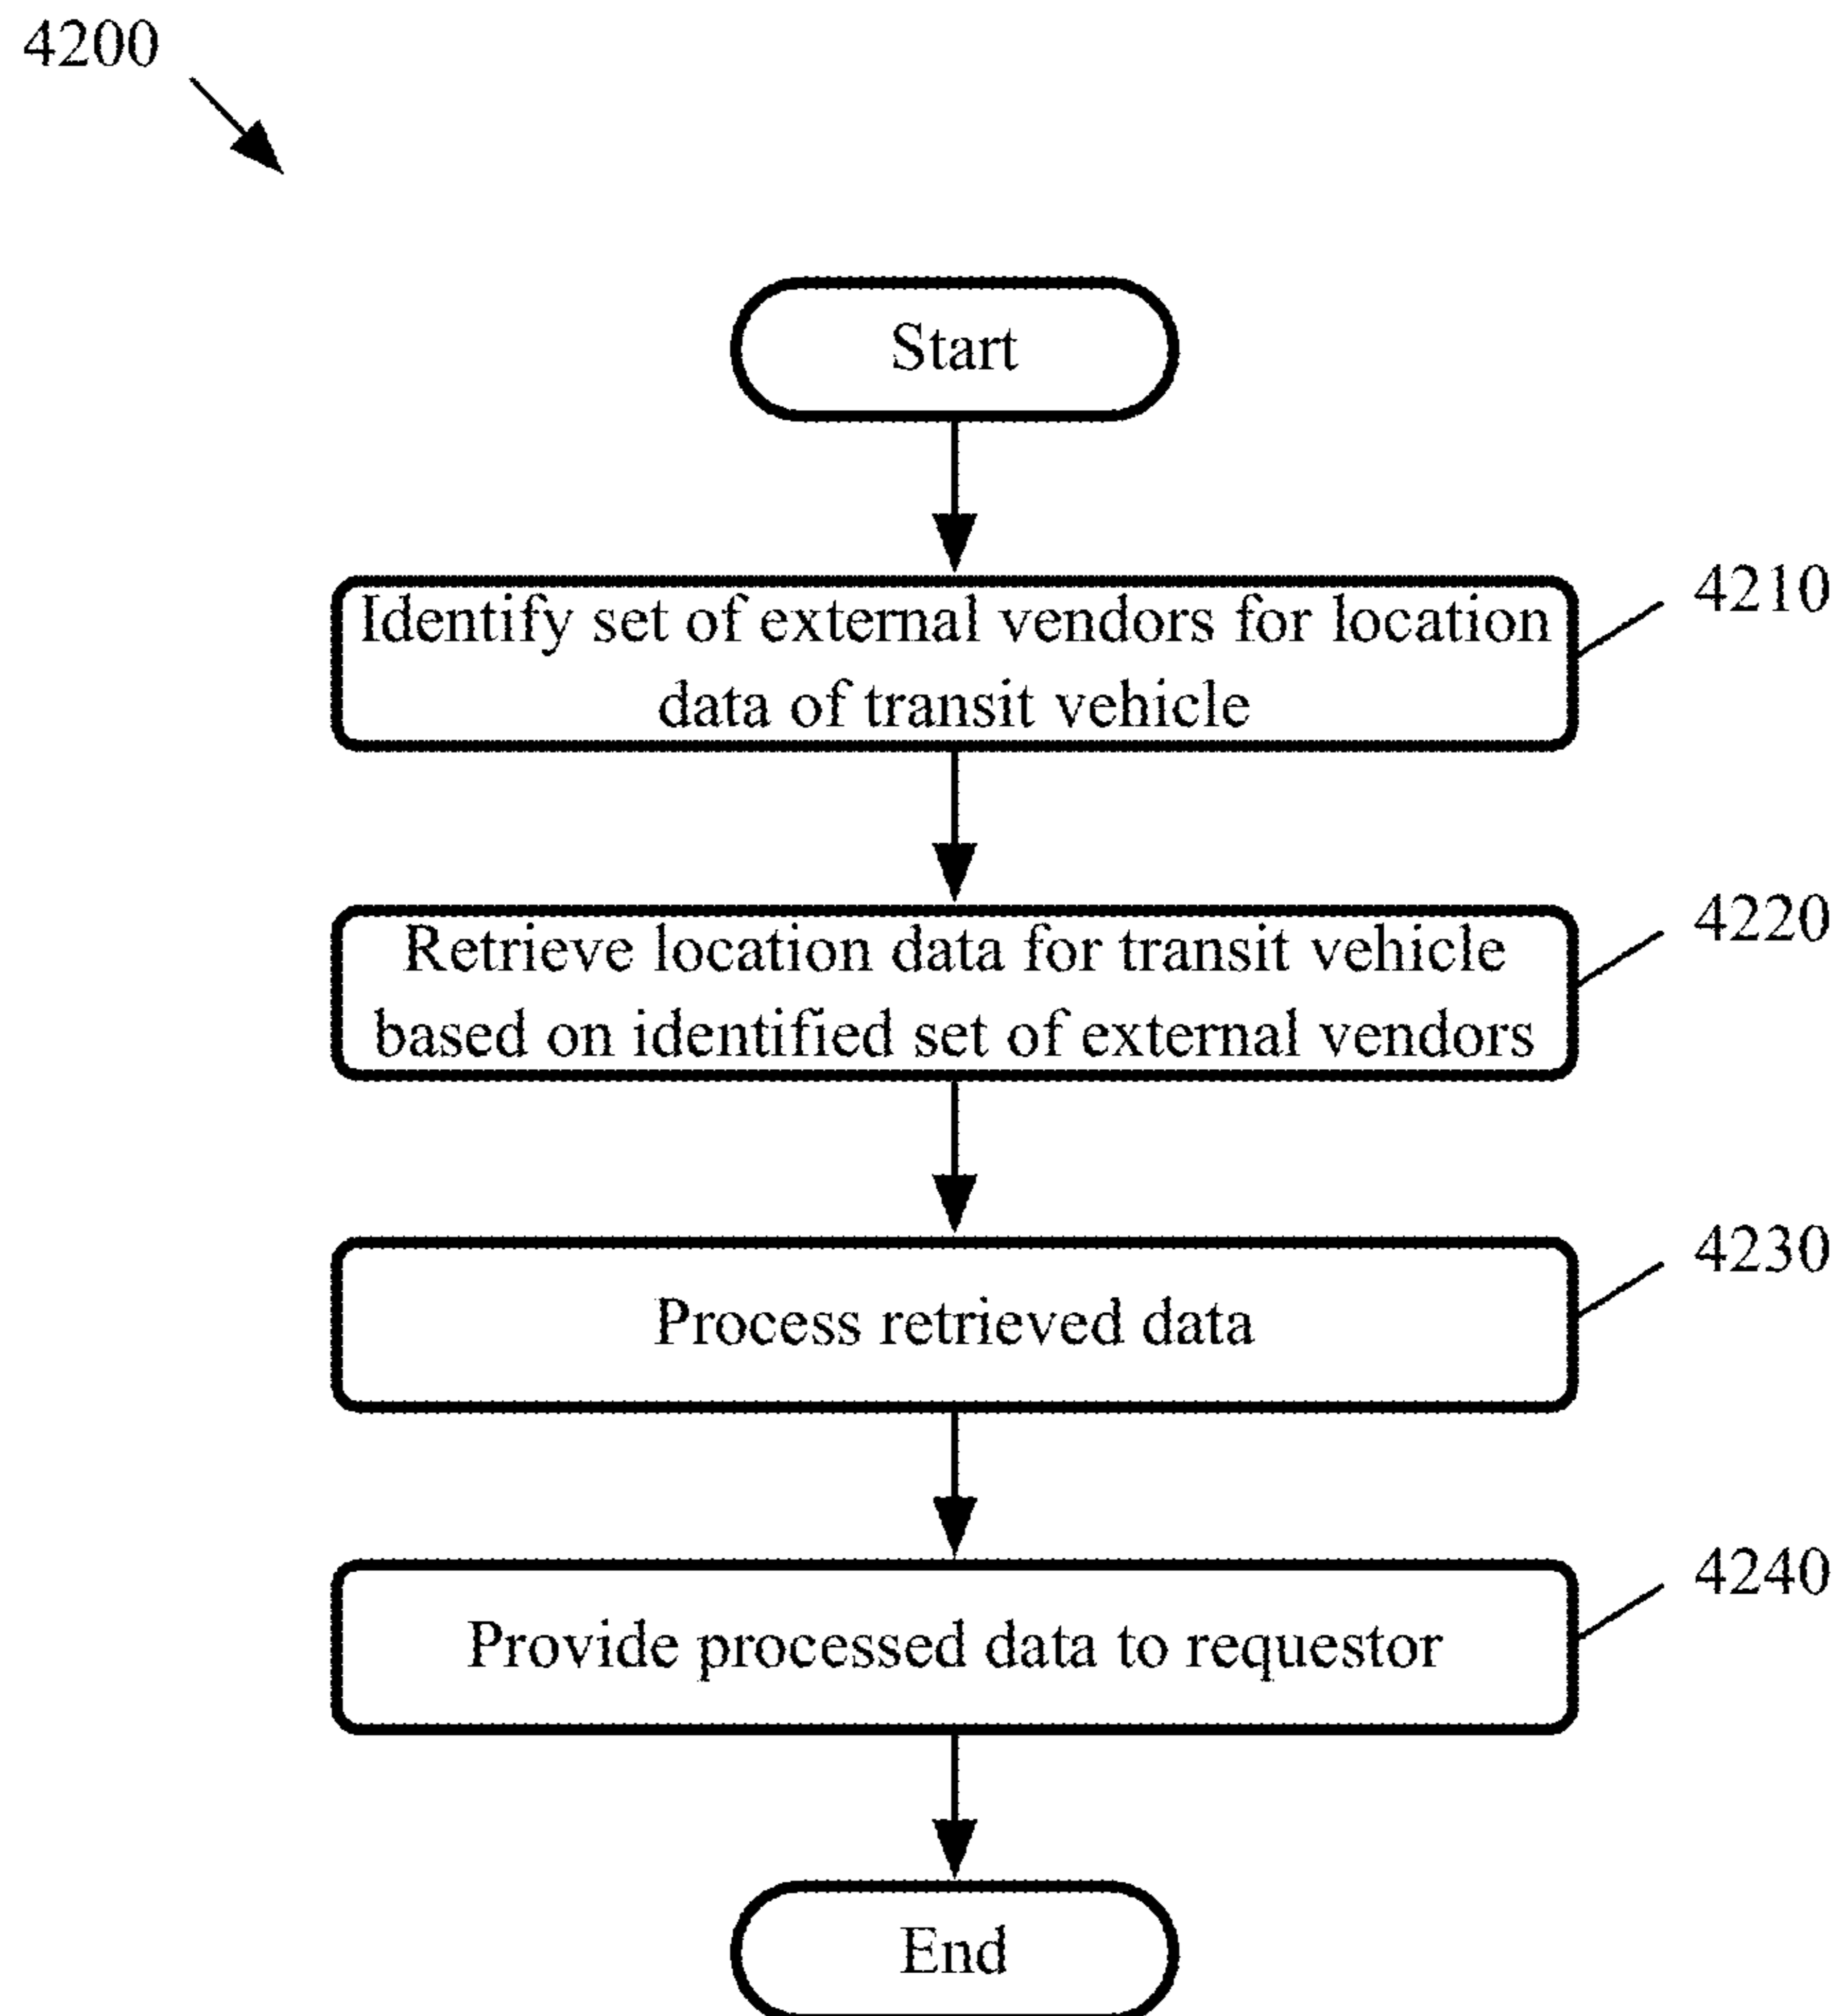 4200
Start
Identify set of external vendors for location
data of transit vehicle
4210
Retrieve location data for transit vehicle
based on identified set of external vendors
4220
Process retrieved data
4230
Provide processed data to requestor
4240
End